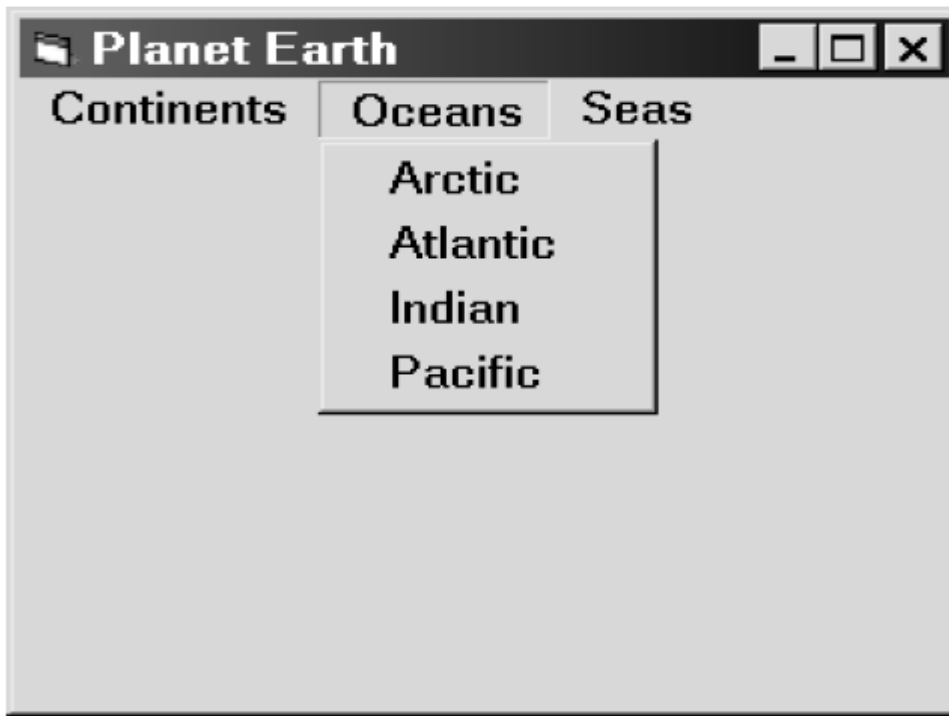 Planet Earth
Continents Oceans Seas
Arctic
Atlantic
Indian
Pacific